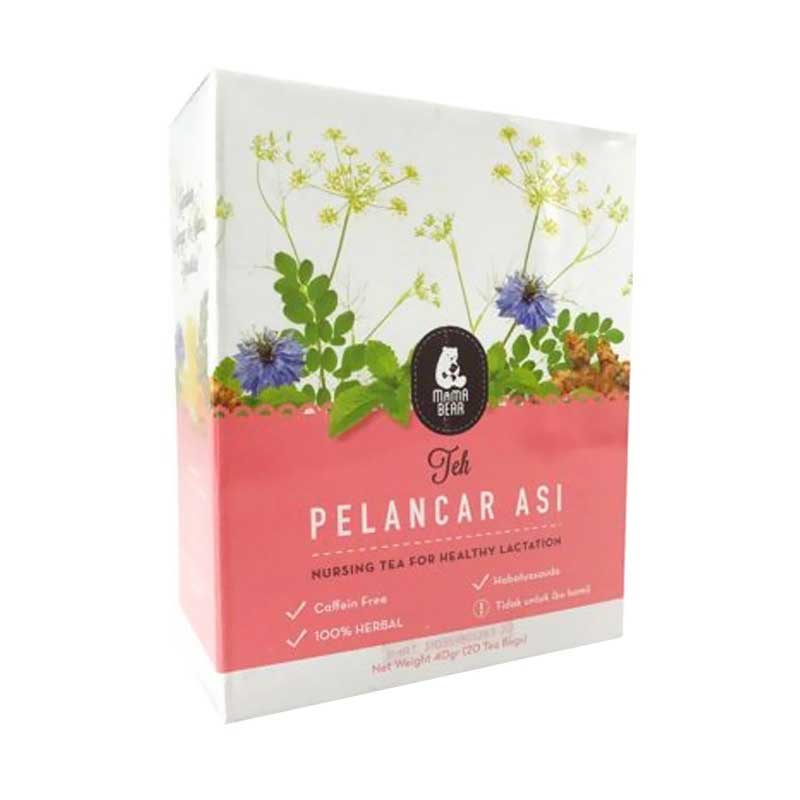 MAMA
BEAR
Teh
PELANCAR ASI
NURSING TEA FOR HEALTHY LACTATION
Caffein Free
100% HERBAL
Habatussauda
Tidak untuk ibu hamil
Net Weight 40gr (20 Tea Bags)